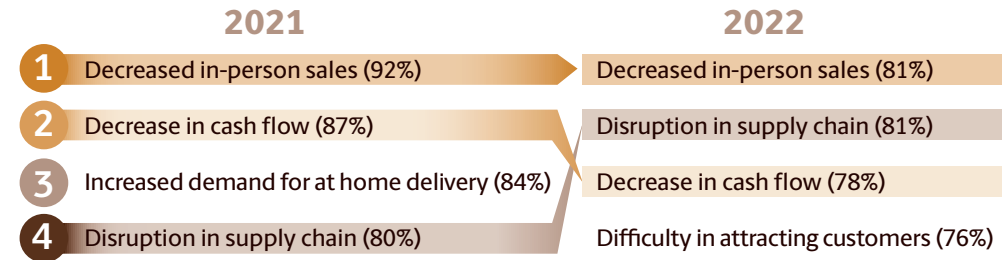 2021 2022
1 Decreased in-person sales (92%) Decreased in-person sales (81%)
2 Decrease in cash flow (87%) Disruption in supply chain (81%)
3 Increased demand for at home delivery (84%) Decrease in cash flow (78%)
4 Disruption in supply chain (80%) Difficulty in attracting customers (76%)